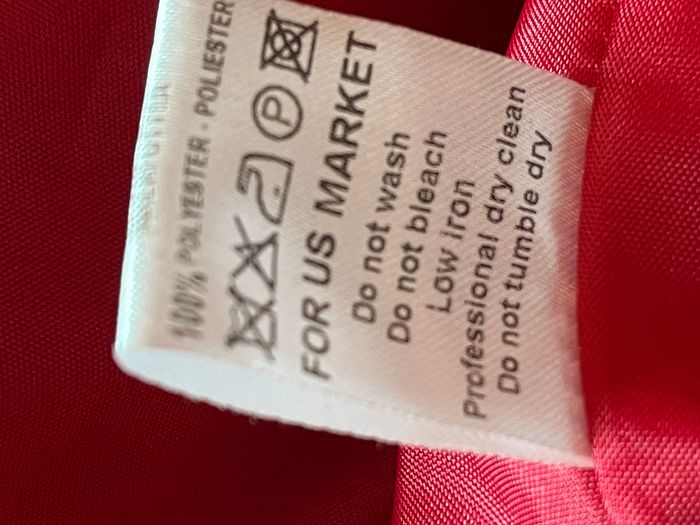 100% POLYESTER - POLIESTER
P
FOR US MARKET
Do not wash
Do not bleach
Low iron
Professional dry clean
Do not tumble dry